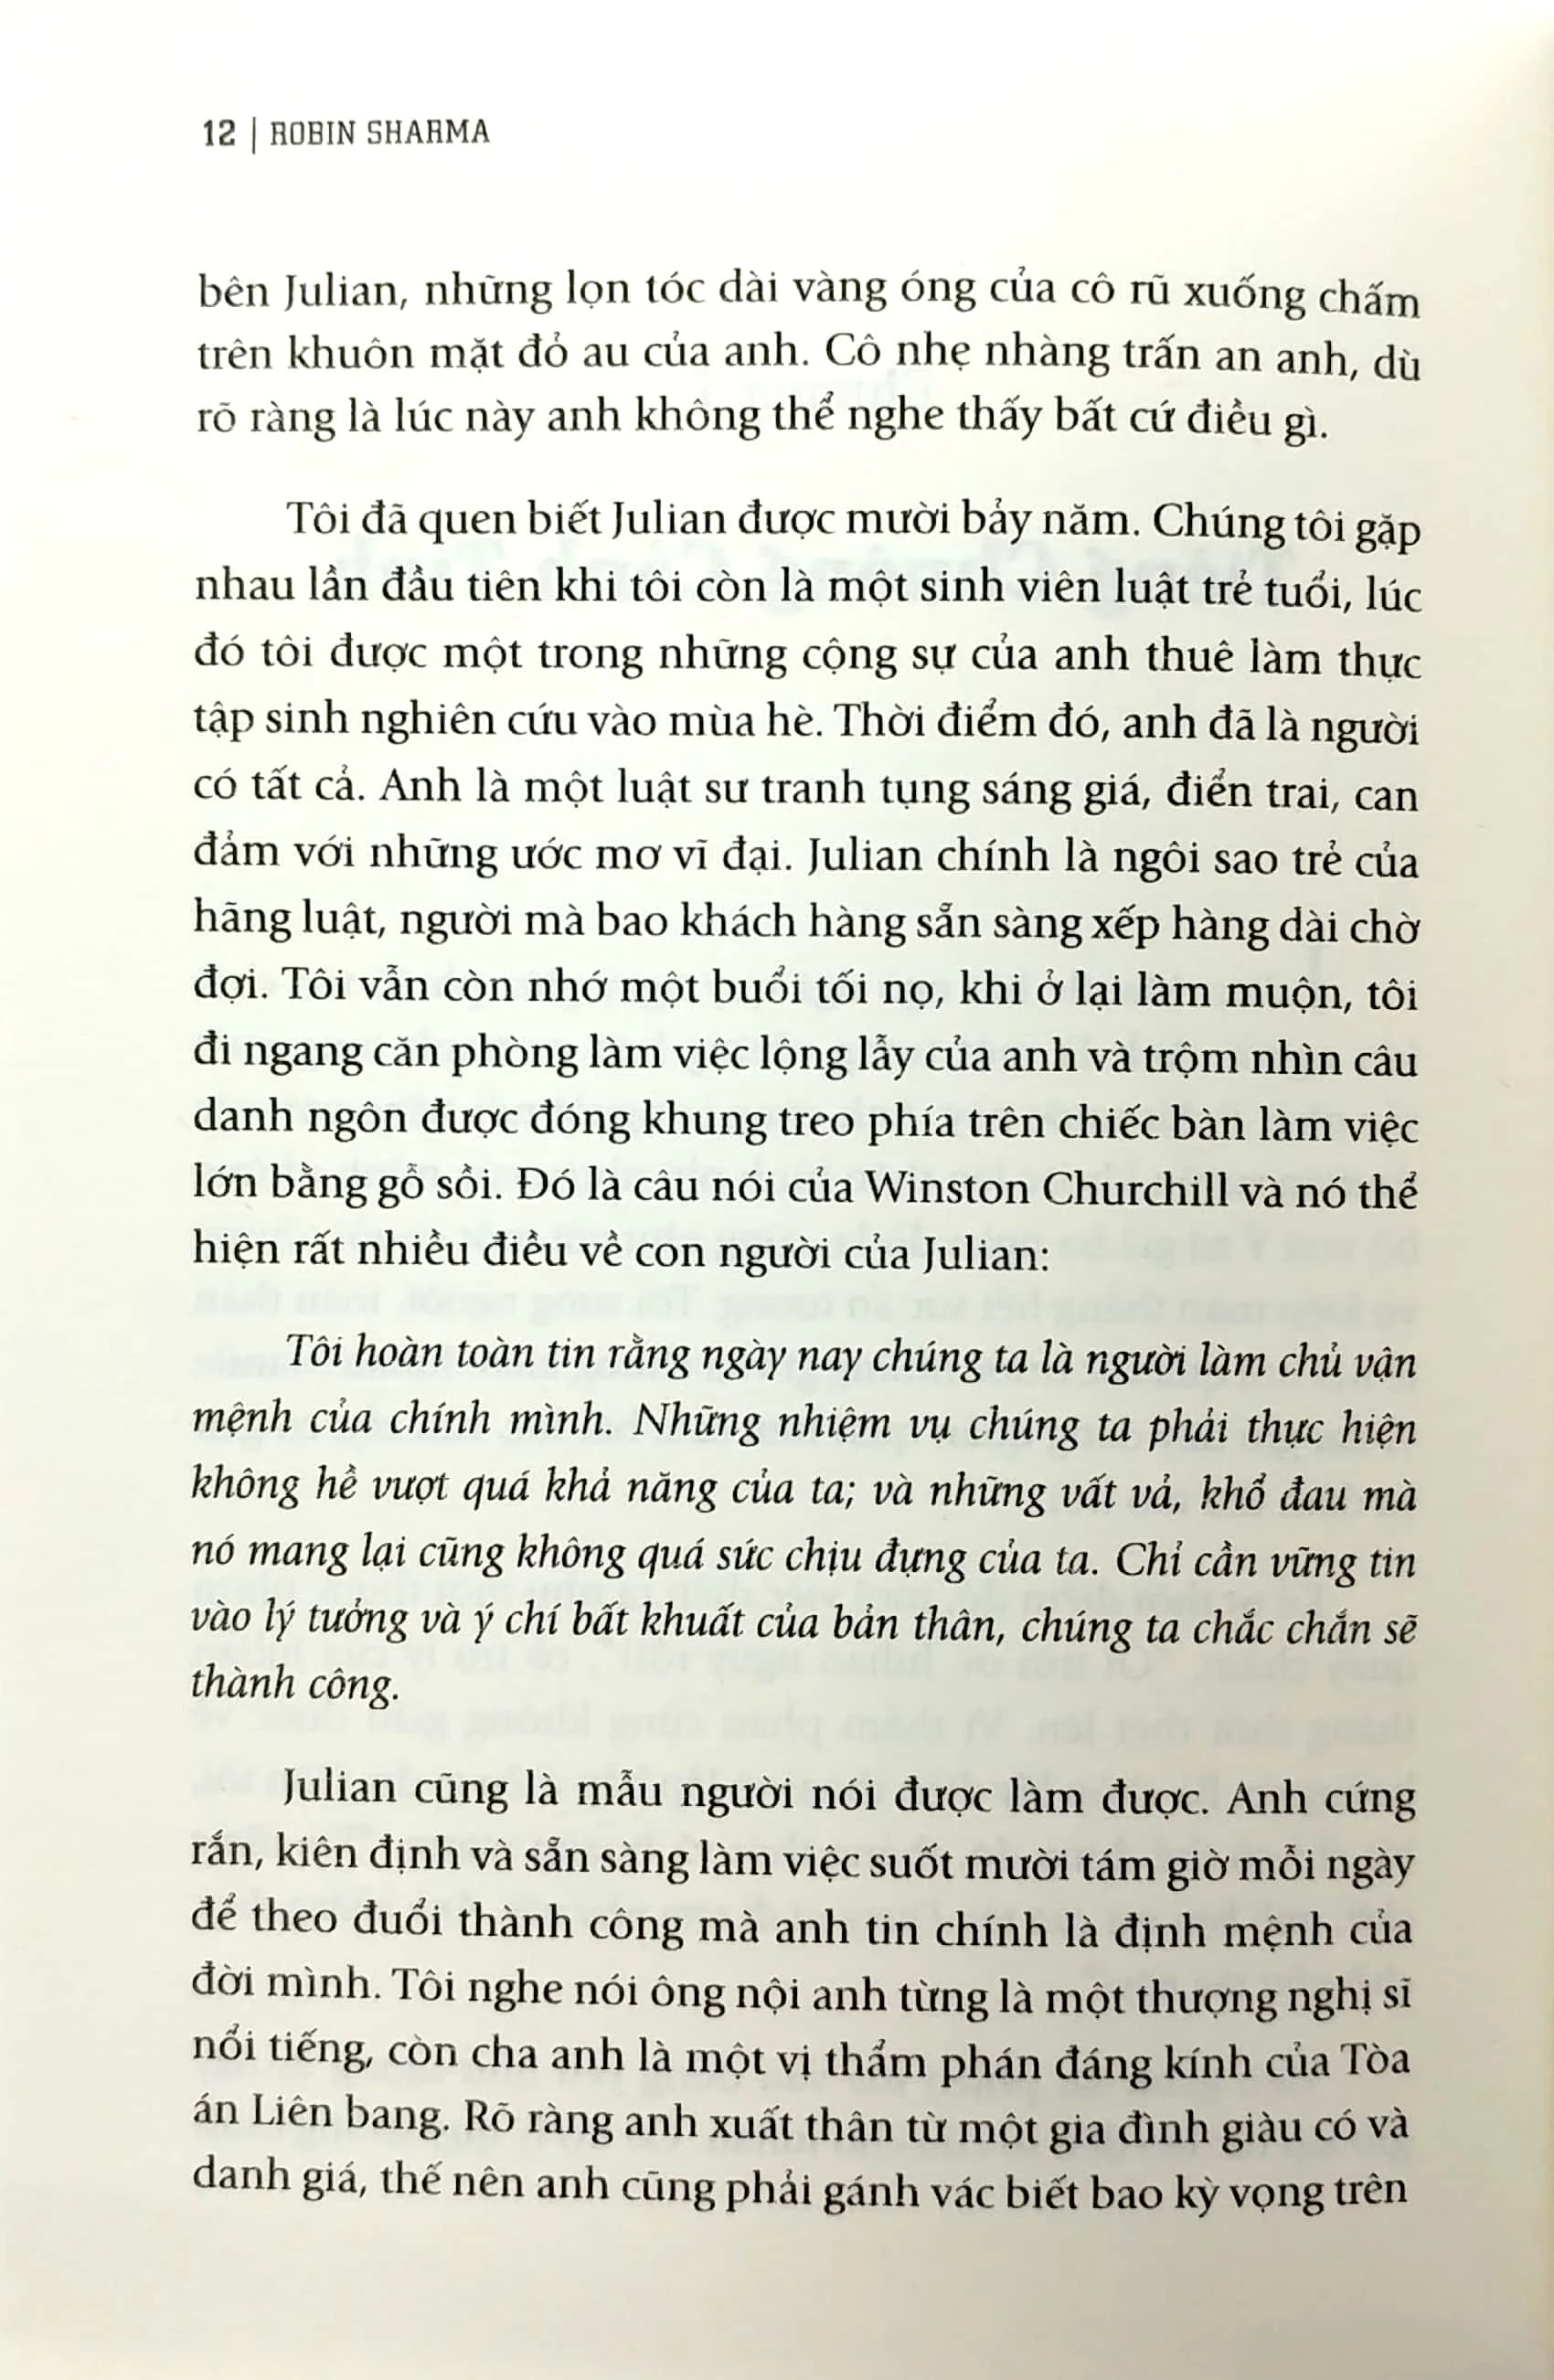 12 | ROBIN SHARMA
bên Julian, những lọn tóc dài vàng óng của cô rũ xuống chấm
trên khuôn mặt đỏ au của anh. Cô nhẹ nhàng trấn an anh, dù
rõ ràng là lúc này anh không thể nghe thấy bất cứ điều gì.
Tôi đã quen biết Julian được mười bảy năm. Chúng tôi gặp
nhau lần đầu tiên khi tôi còn là một sinh viên luật trẻ tuổi, lúc
đó tôi được một trong những cộng sự của anh thuê làm thực
tập sinh nghiên cứu vào mùa hè. Thời điểm đó, anh đã là người
có tất cả. Anh là một luật sư tranh tụng sáng giá, điển trai, can
đảm với những ước mơ vĩ đại. Julian chính là ngôi sao trẻ của
hãng luật, người mà bao khách hàng sẵn sàng xếp hàng dài chờ
đợi. Tôi vẫn còn nhớ một buổi tối nọ, khi ở lại làm muộn, tôi
đi ngang căn phòng làm việc lộng lẫy của anh và trộm nhìn câu
danh ngôn được đóng khung treo phía trên chiếc bàn làm việc
lớn bằng gỗ sồi. Đó là câu nói của Winston Churchill và nó thể
hiện rất nhiều điều về con người của Julian:
Tôi hoàn toàn tin rằng ngày nay chúng ta là người làm chủ vận
mệnh của chính mình. Những nhiệm vụ chúng ta phải thực hiện
không hề vượt quá khả năng của ta; và những vất vả, khổ đau mà
nó mang lại cũng không quá sức chịu đựng của ta. Chỉ cần vững tin
vào lý tưởng và ý chí bất khuất của bản thân, chúng ta chắc chắn sẽ
thành công.
Julian cũng là mẫu người nói được làm được. Anh cứng
rắn, kiên định và sẵn sàng làm việc suốt mười tám giờ mỗi ngày
để theo đuổi thành công mà anh tin chính là định mệnh của
đời mình. Tôi nghe nói ông nội anh từng là một thượng nghị sĩ
nổi tiếng, còn cha anh là một vị thẩm phán đáng kính của Tòa
án Liên bang. Rõ ràng anh xuất thân từ một gia đình giàu có và
danh giá, thế nên anh cũng phải gánh vác biết bao kỳ vọng trên